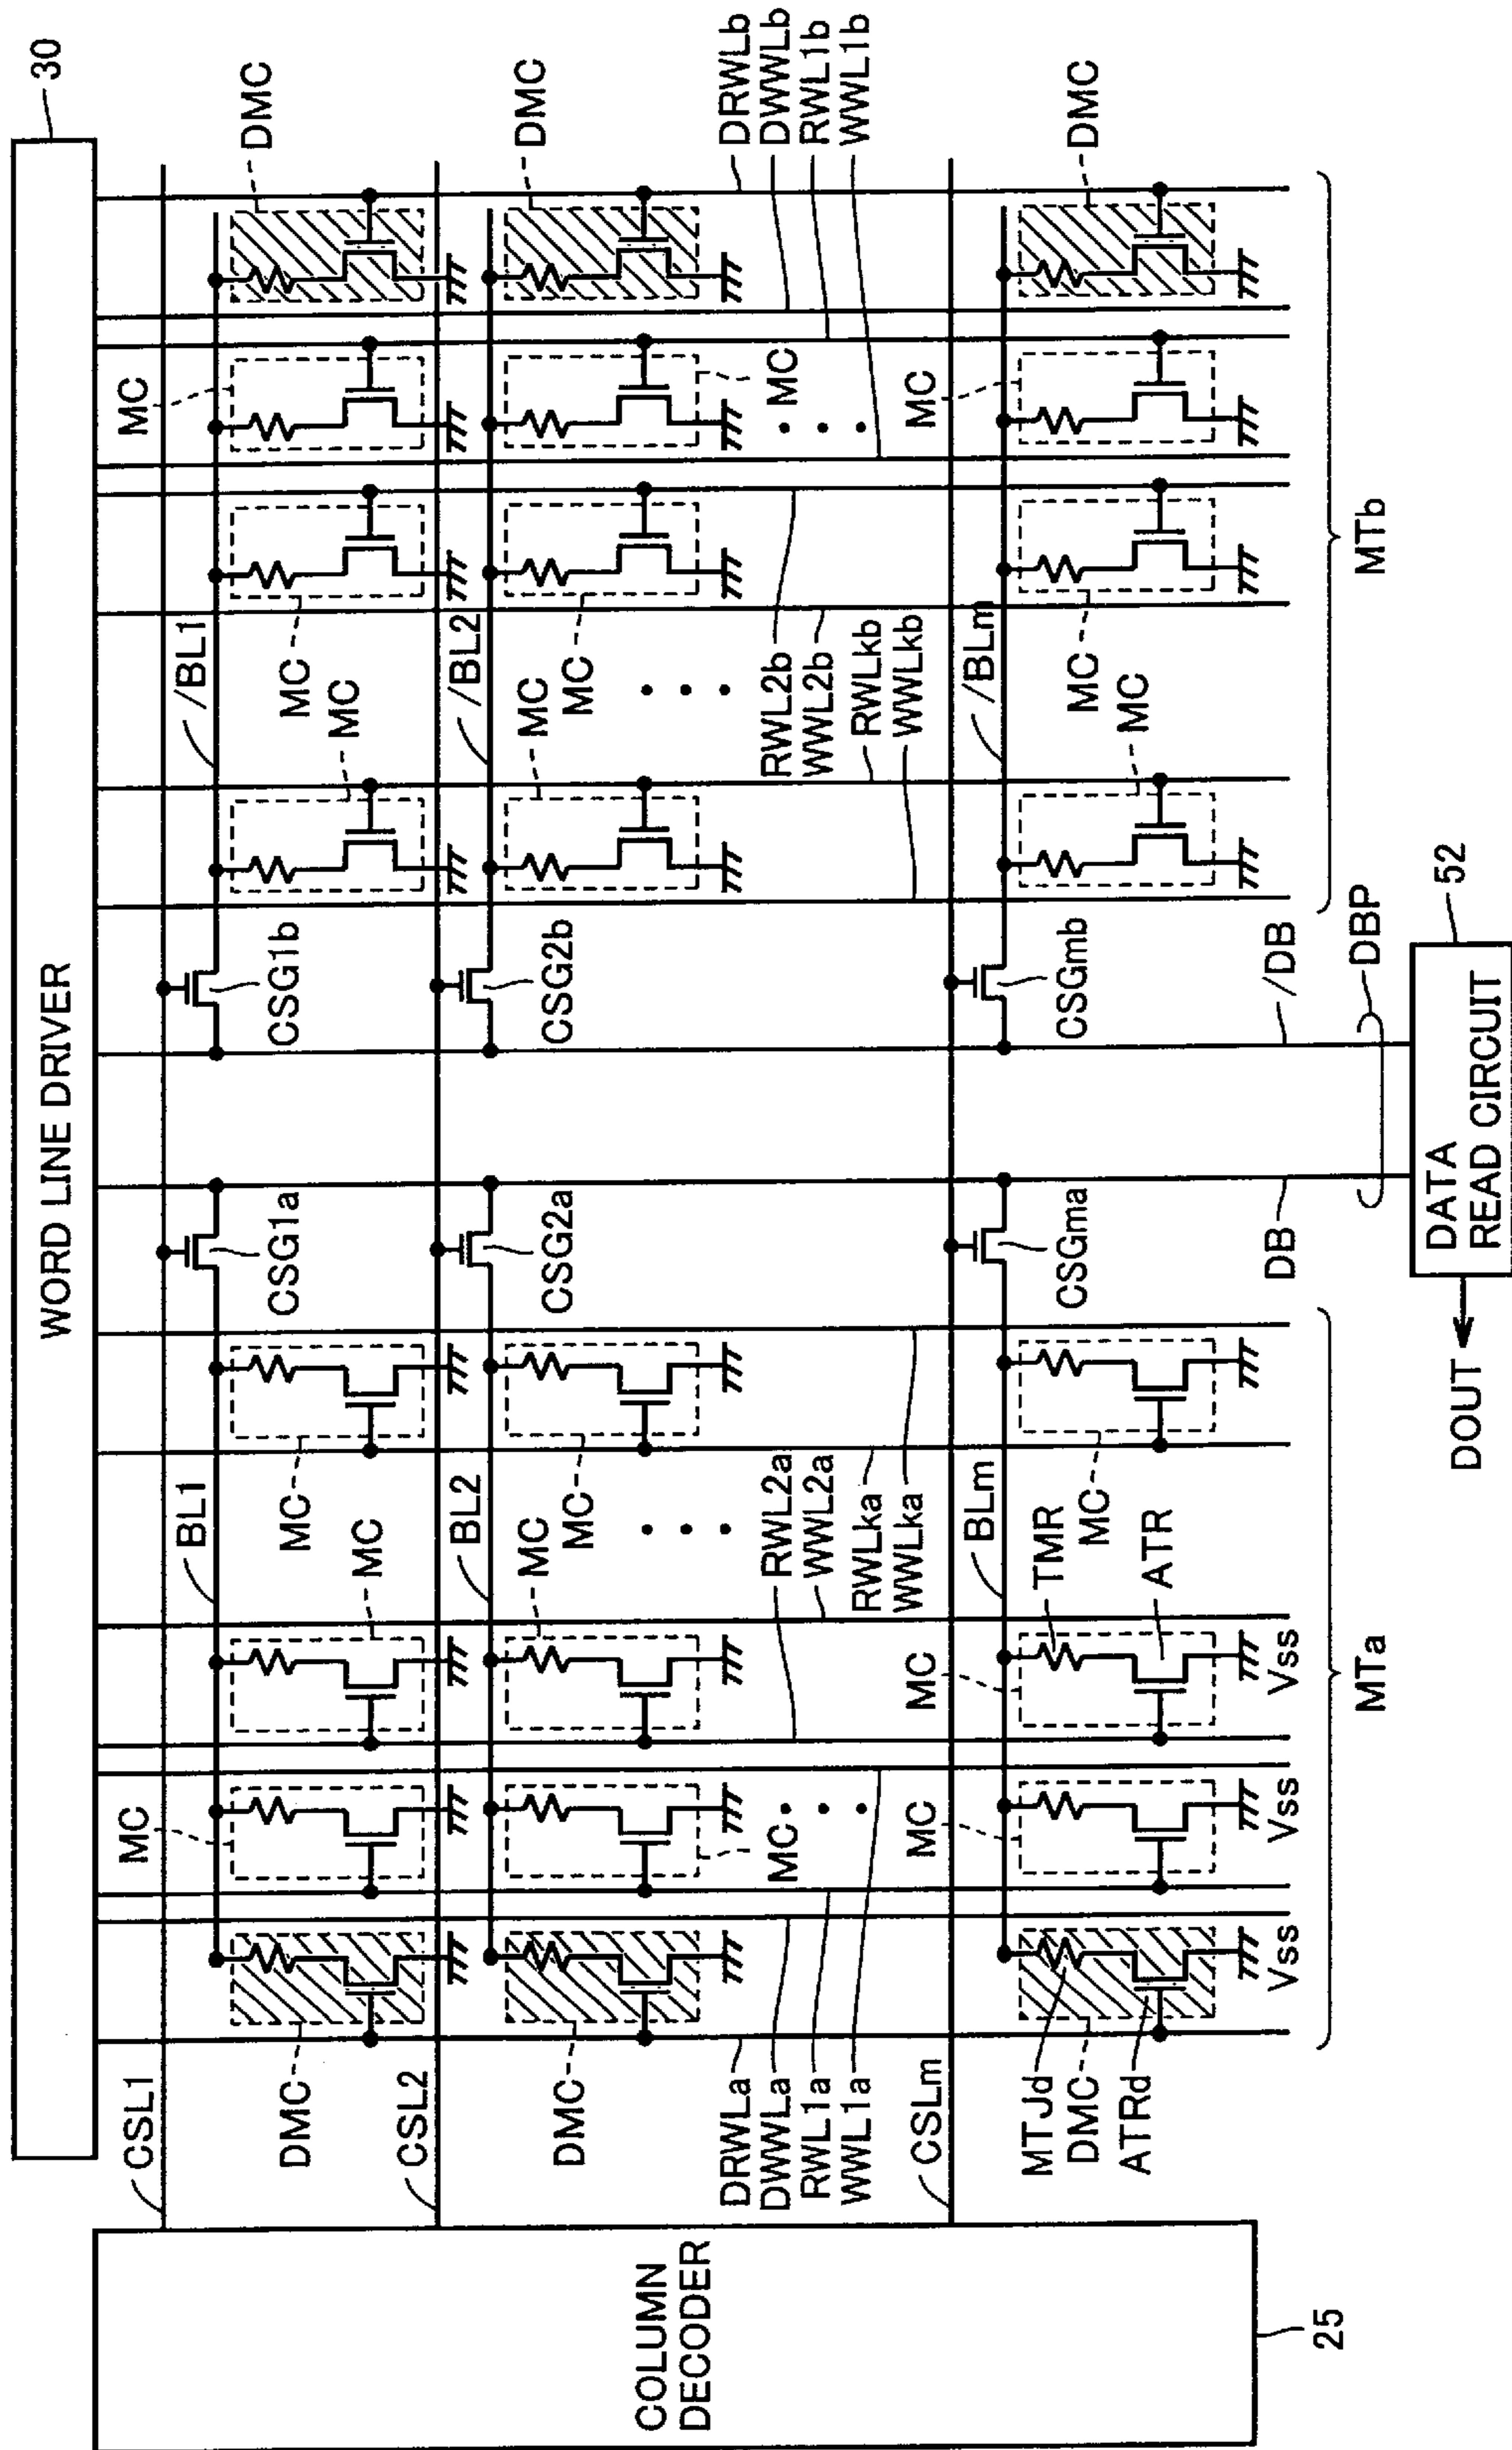 30
WORD LINE DRIVER
CSL1
BL1
CSG1a
CSG1b
/BL1
DMC
MC
MC
MC
MC
MC
MC
DMC
CSL2
BL2
CSG2a
CSG2b
/BL2
DMC
MC
MC
MC
MC
MC
MC
DMC
DRWLa
DWWLa
RWL1a
WWL1a
RWL2a
WWL2a
RWLka
WWLka
RWL2b
WWL2b
RWLkb
WWLkb
DRWLb
DWWLb
RWL1b
WWL1b
CSLm
BLm
CSGma
CSGmb
/BLm
MTJd
DMC
ATRd
MC
MC
TMR
MC
ATR
MC
MC
MC
DMC
Vss
Vss
Vss
DB
/DB
DBP
MTa
MTb
COLUMN
DECODER
25
DATA
READ CIRCUIT
52
DOUT